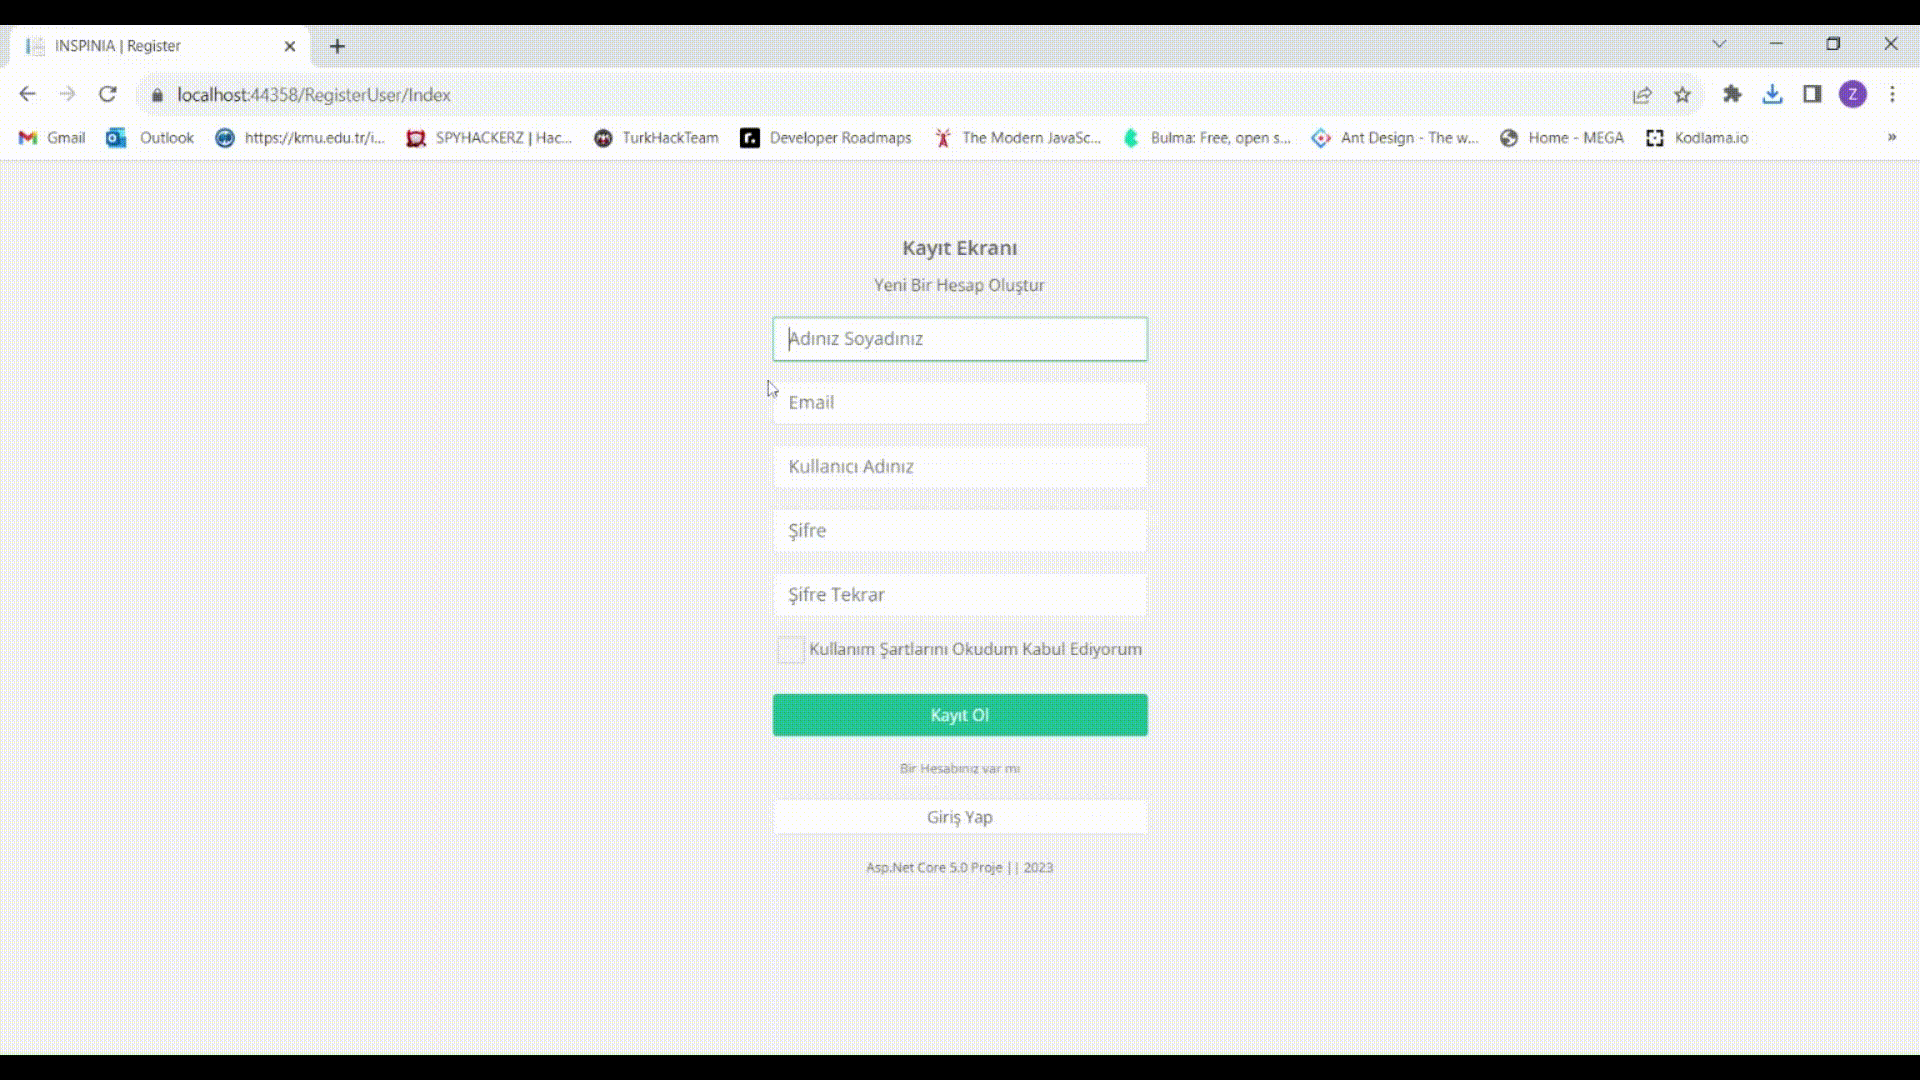 INSPINIA | Register
localhost:44358/RegisterUser/Index
Z
Gmail Outlook https://kmu.edu.tr/i... SPYHACKERZ | Hac... TurkHackTeam Developer Roadmaps The Modern JavaSc... Bulma: Free, open s... Ant Design - The w... Home - MEGA Kodlama.io »
Kayıt Ekranı
Yeni Bir Hesap Oluştur
Adınız Soyadınız
Email
Kullanıcı Adınız
Şifre
Şifre Tekrar
Kullanım Şartlarını Okudum Kabul Ediyorum
Kayıt Ol
Bir Hesabınız var mı
Giriş Yap
Asp.Net Core 5.0 Proje || 2023